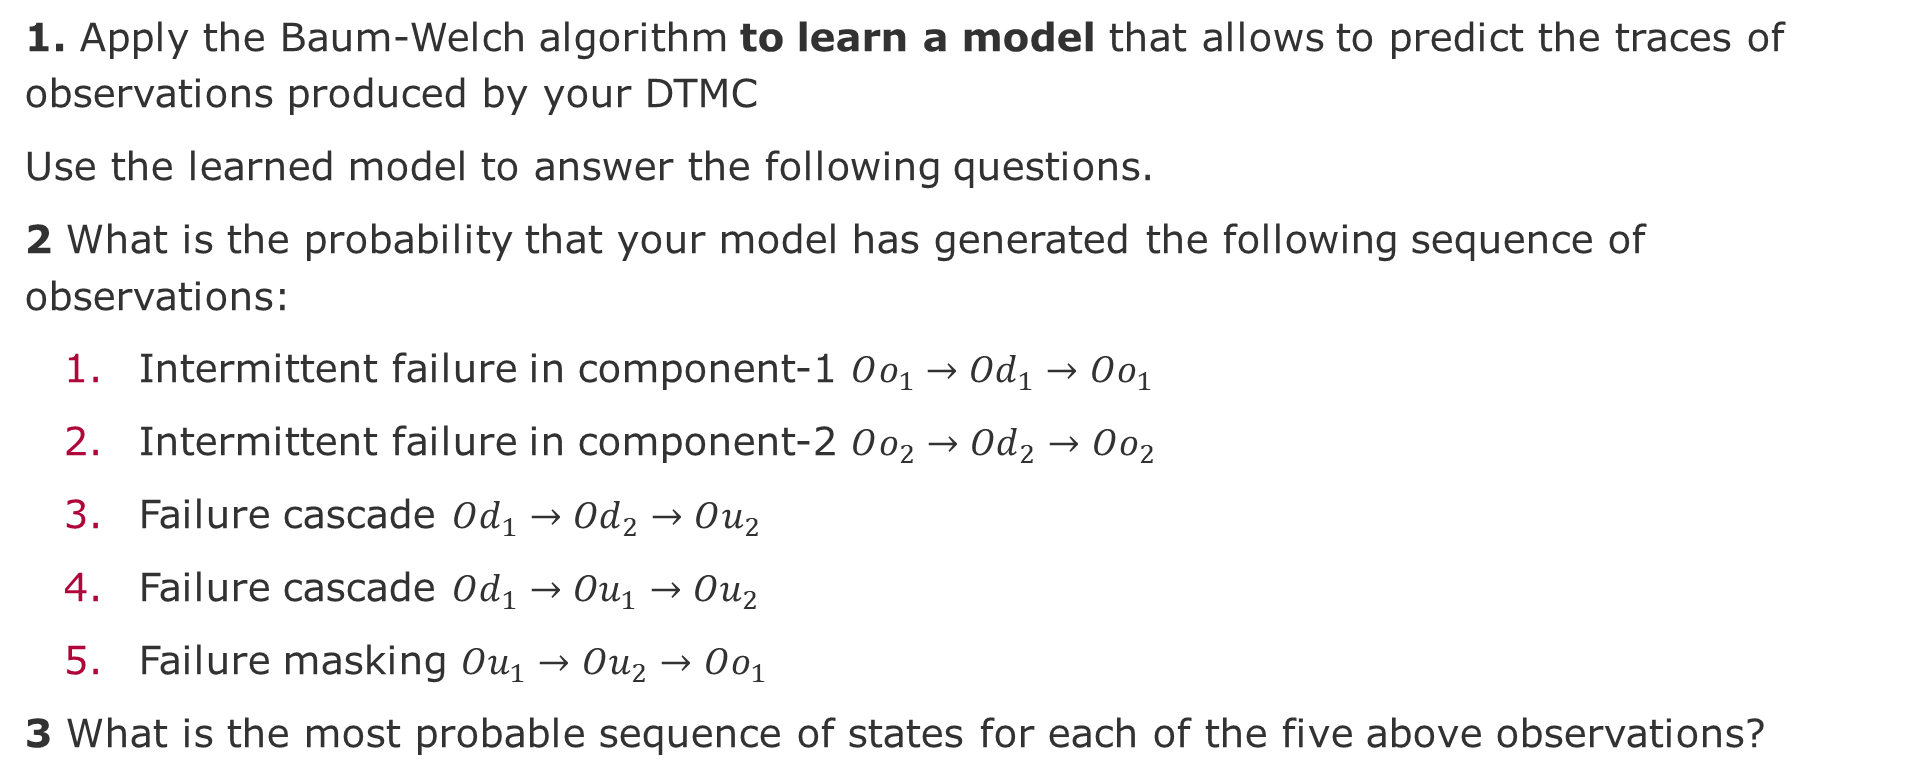 1. Apply the Baum-Welch algorithm to learn a model that allows to predict the traces of
observations produced by your DTMC
Use the learned model to answer the following questions.
2 What is the probability that your model has generated the following sequence of
observations:
1. Intermittent failure in component-1 Oo₁ → Od₁ → Oo₁
2. Intermittent failure in component-2 Oo₂ → Od₂ → Oo₂
3. Failure cascade Od₁ → Od₂ → Ou₂
4. Failure cascade Od₁ → Ou₁ → Ou₂
5. Failure masking Ou₁ → Ou₂ → Oo₁
3 What is the most probable sequence of states for each of the five above observations?